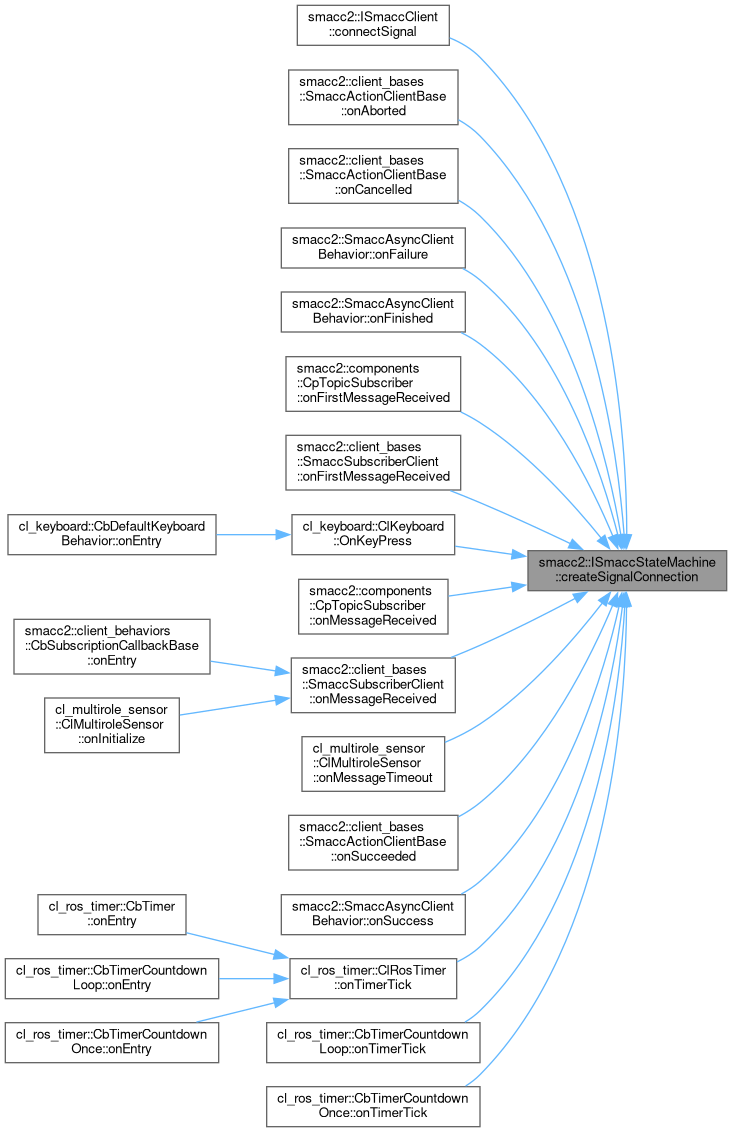 smacc2::ISmaccClient
::connectSignal
smacc2::client_bases
::SmaccActionClientBase
::onAborted
smacc2::client_bases
::SmaccActionClientBase
::onCancelled
smacc2::SmaccAsyncClient
Behavior::onFailure
smacc2::SmaccAsyncClient
Behavior::onFinished
smacc2::components
::CpTopicSubscriber
::onFirstMessageReceived
smacc2::client_bases
::SmaccSubscriberClient
::onFirstMessageReceived
cl_keyboard::CbDefaultKeyboard
Behavior::onEntry
cl_keyboard::ClKeyboard
::OnKeyPress
smacc2::ISmaccStateMachine
::createSignalConnection
smacc2::components
::CpTopicSubscriber
::onMessageReceived
smacc2::client_behaviors
::CbSubscriptionCallbackBase
::onEntry
smacc2::client_bases
::SmaccSubscriberClient
::onMessageReceived
cl_multirole_sensor
::ClMultiroleSensor
::onInitialize
cl_multirole_sensor
::ClMultiroleSensor
::onMessageTimeout
smacc2::client_bases
::SmaccActionClientBase
::onSucceeded
smacc2::SmaccAsyncClient
Behavior::onSuccess
cl_ros_timer::CbTimer
::onEntry
cl_ros_timer::CbTimerCountdown
Loop::onEntry
cl_ros_timer::ClRosTimer
::onTimerTick
cl_ros_timer::CbTimerCountdown
Once::onEntry
cl_ros_timer::CbTimerCountdown
Loop::onTimerTick
cl_ros_timer::CbTimerCountdown
Once::onTimerTick